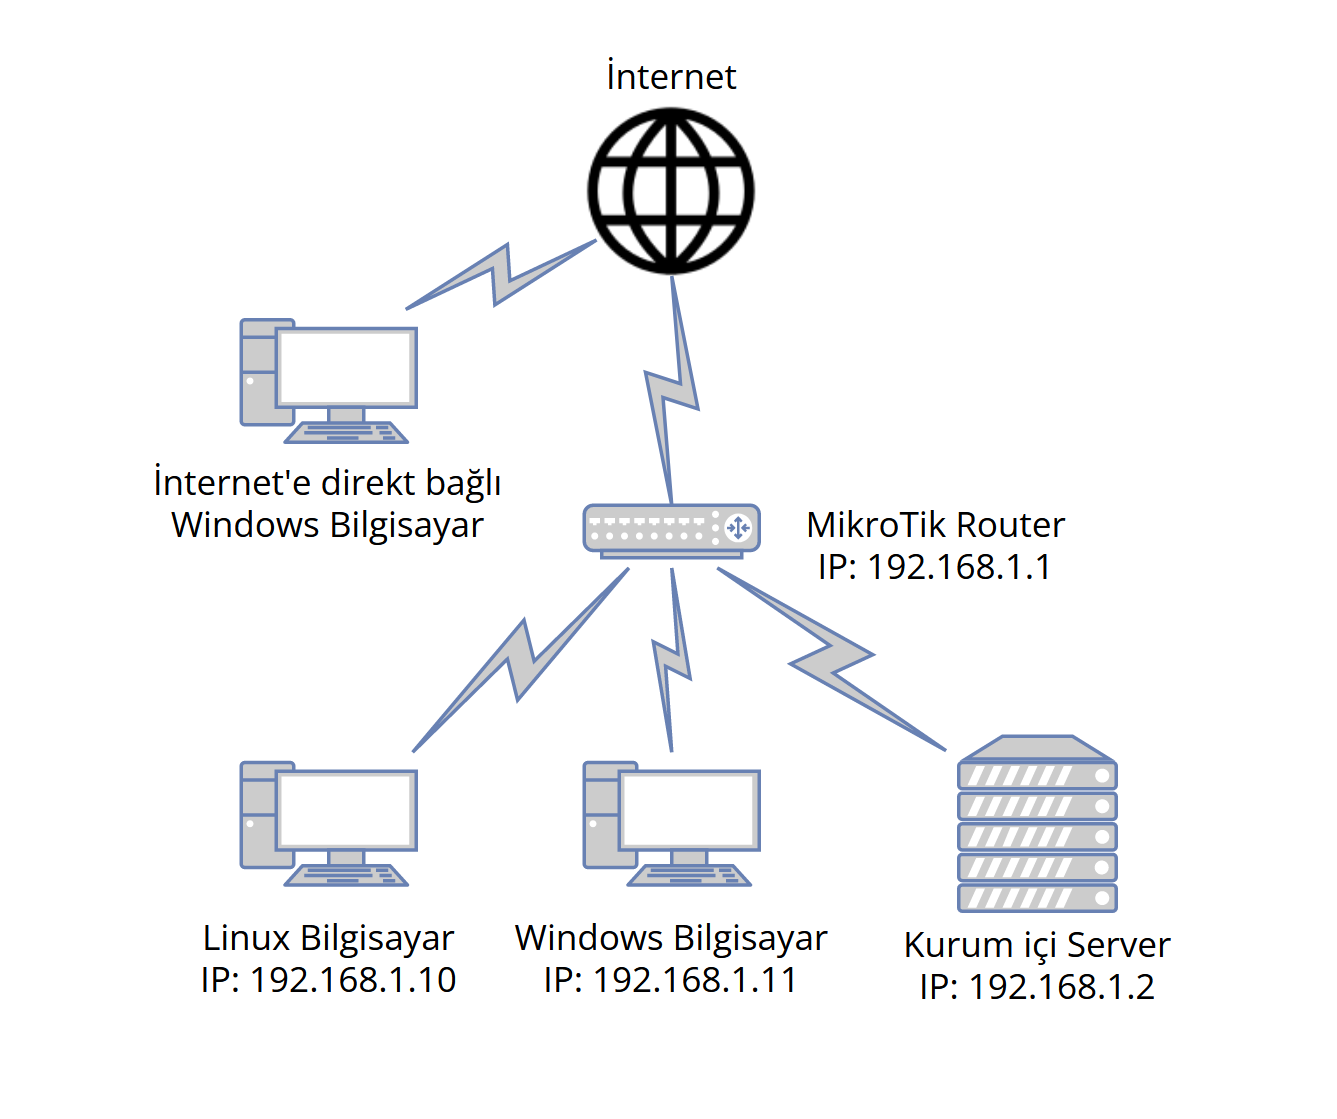 İnternet
İnternet'e direkt bağlı
Windows Bilgisayar
MikroTik Router
IP: 192.168.1.1
Linux Bilgisayar
IP: 192.168.1.10
Windows Bilgisayar
IP: 192.168.1.11
Kurum içi Server
IP: 192.168.1.2